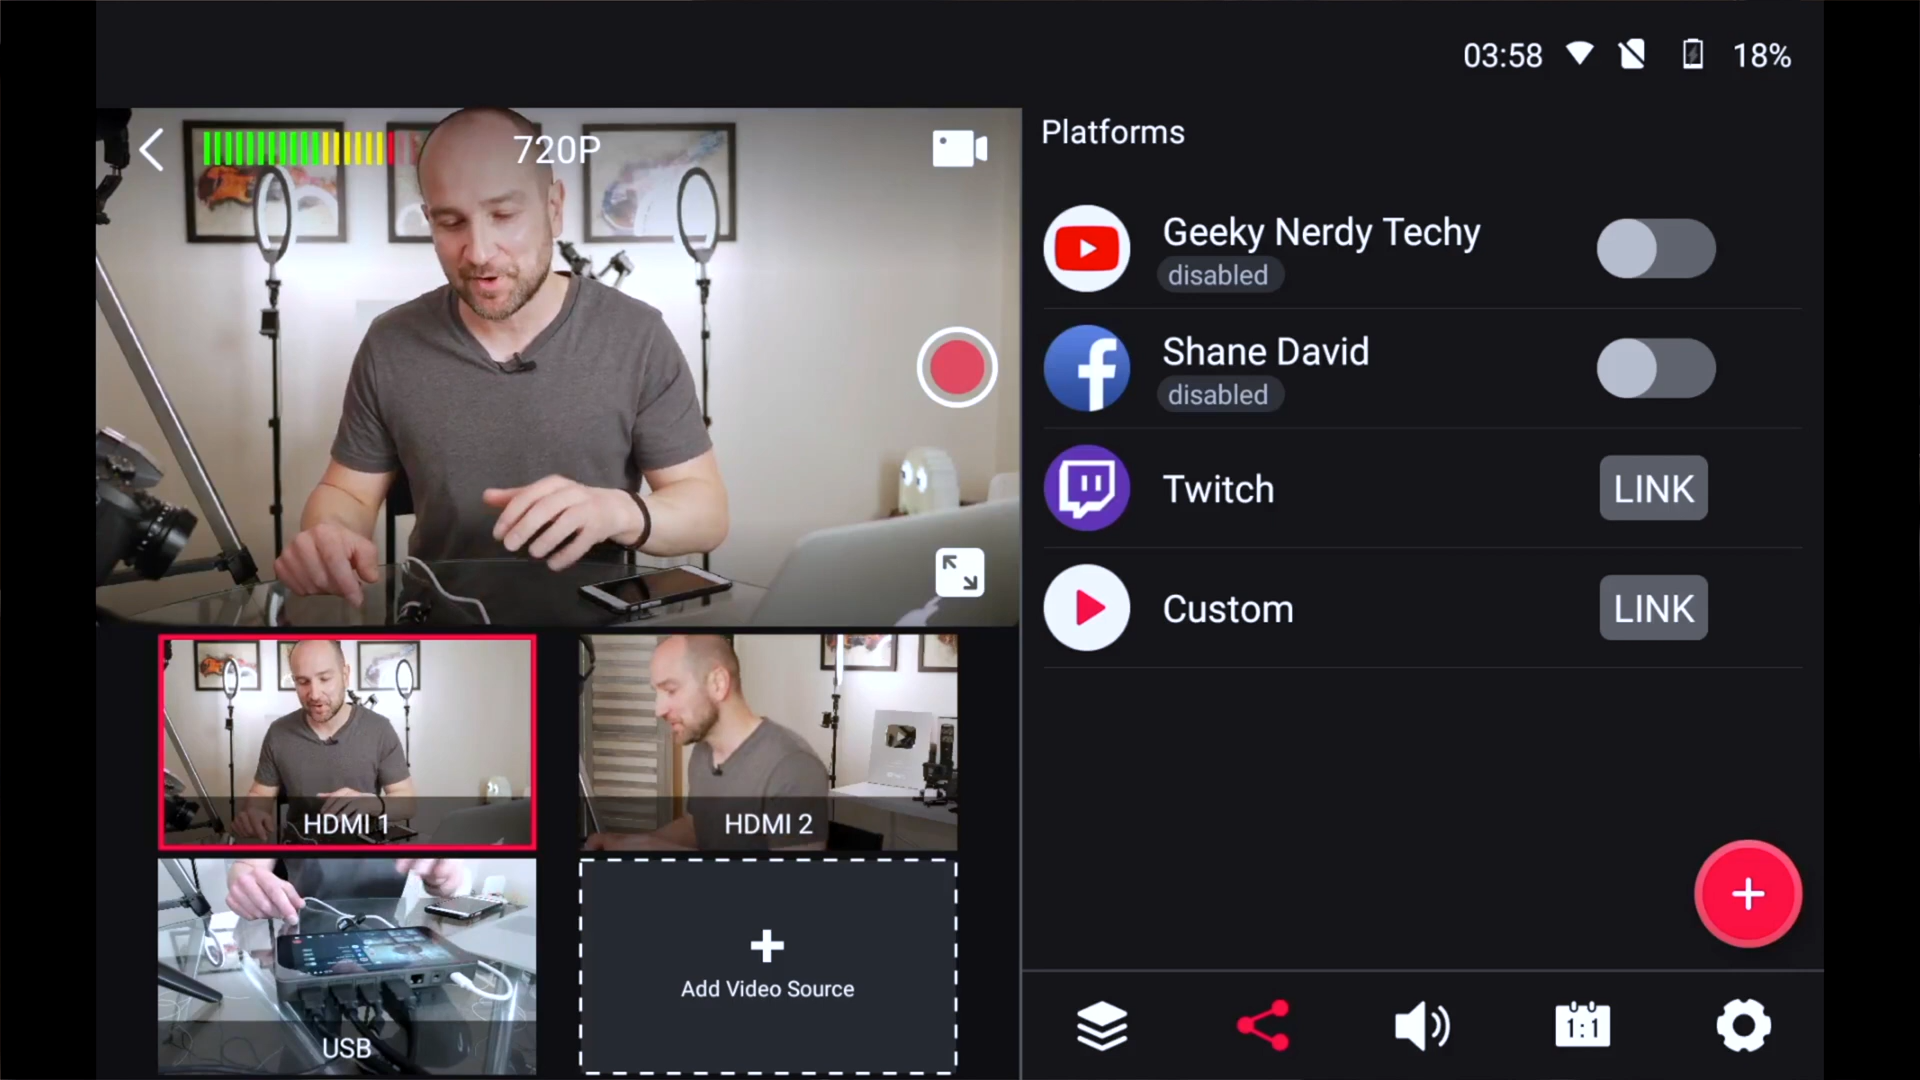 03:58 18%
720P
Platforms
Geeky Nerdy Techy
disabled
Shane David
disabled
Twitch
LINK
Custom
LINK
HDMI 1
HDMI 2
USB
Add Video Source
1:1